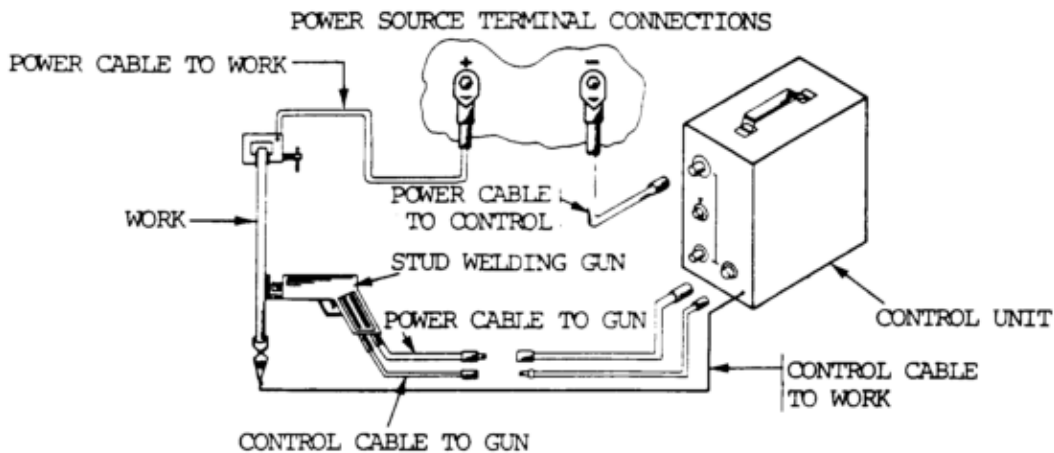 POWER SOURCE TERMINAL CONNECTIONS
POWER CABLE TO WORK
+
-
POWER CABLE
TO CONTROL
WORK
STUD WELDING GUN
POWER CABLE TO GUN
CONTROL UNIT
CONTROL CABLE
TO WORK
CONTROL CABLE TO GUN